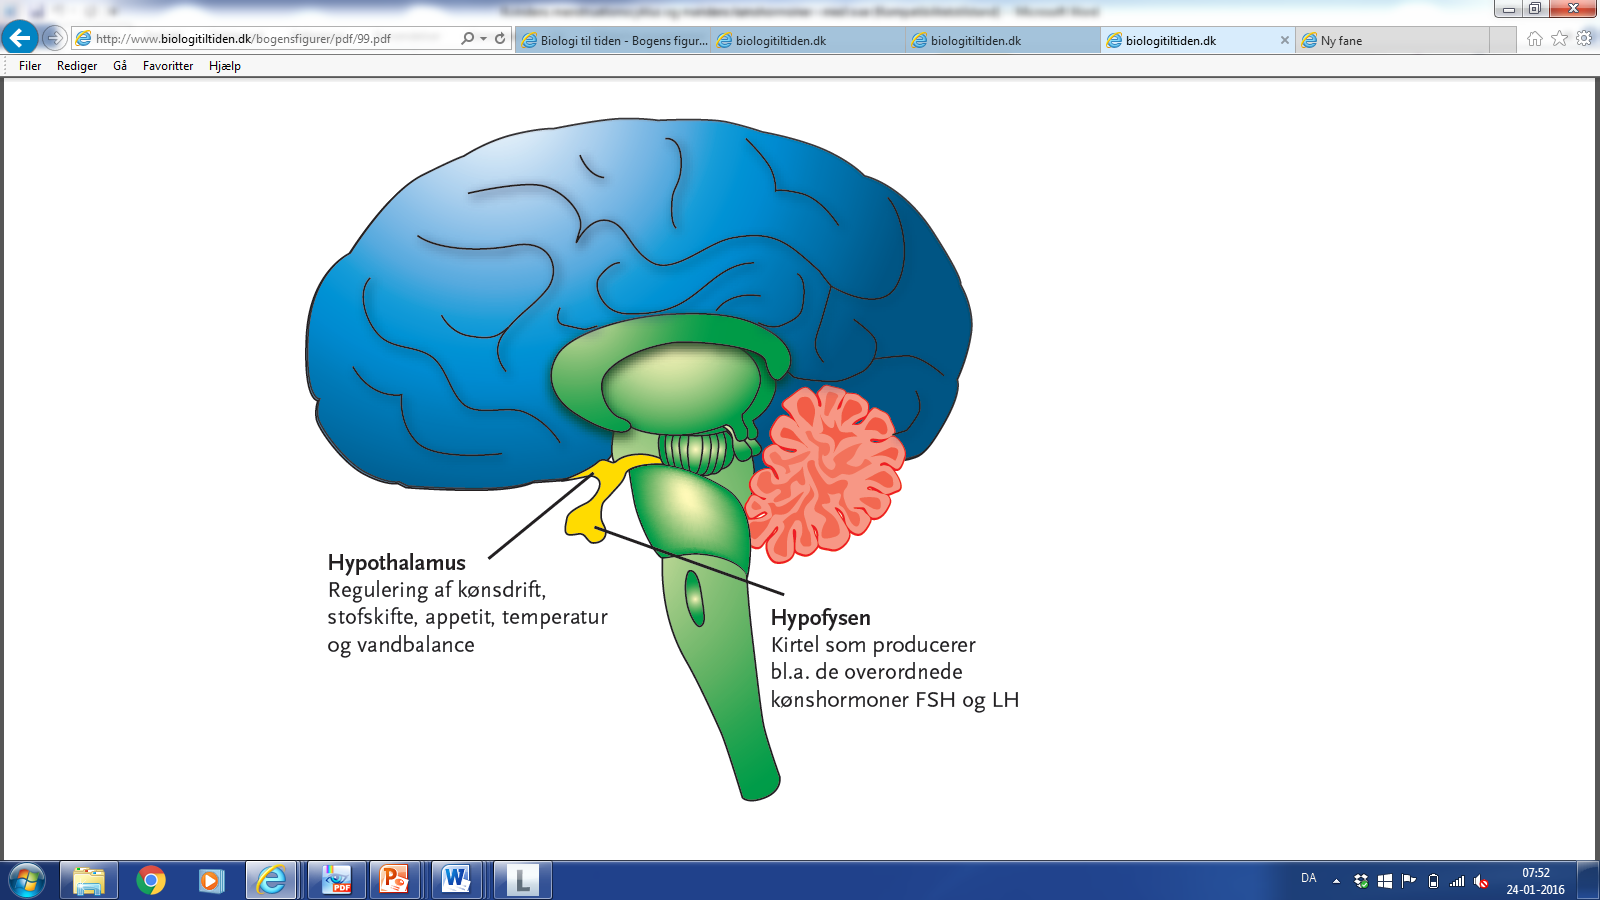 http://www.biologitiltiden.dk/bogensfigurer/pdf/99.pdf
Biologi til tiden - Bogens figur...
biologitiltiden.dk
biologitiltiden.dk
biologitiltiden.dk
Ny fane
Filer Rediger Gå Favoritter Hjælp
Hypothalamus
Regulering af kønsdrift,
stofskifte, appetit, temperatur
og vandbalance
Hypofysen
Kirtel som producerer
bl.a. de overordnede
kønshormoner FSH og LH
PDF
L
DA
07:52
24-01-2016